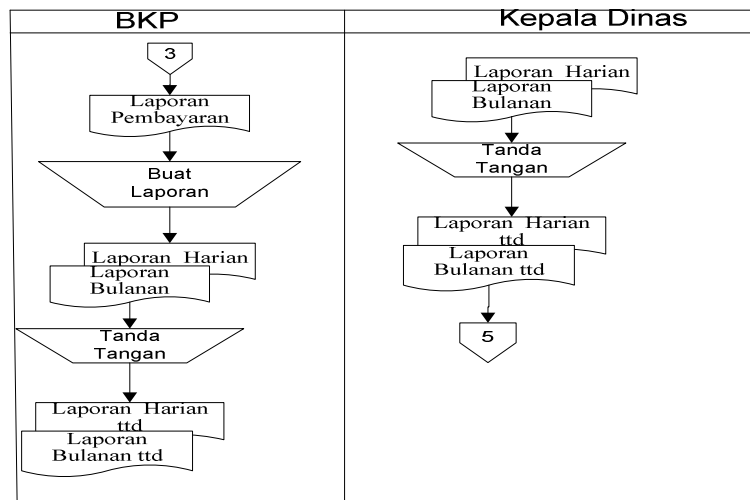 BKP
3
Laporan
Pembayaran
Buat
Laporan
Laporan Harian
Laporan
Bulanan
Tanda
Tangan
Laporan Harian
ttd
Laporan
Bulanan ttd
Kepala Dinas
Laporan Harian
Laporan
Bulanan
Tanda
Tangan
Laporan Harian
ttd
Laporan
Bulanan ttd
5